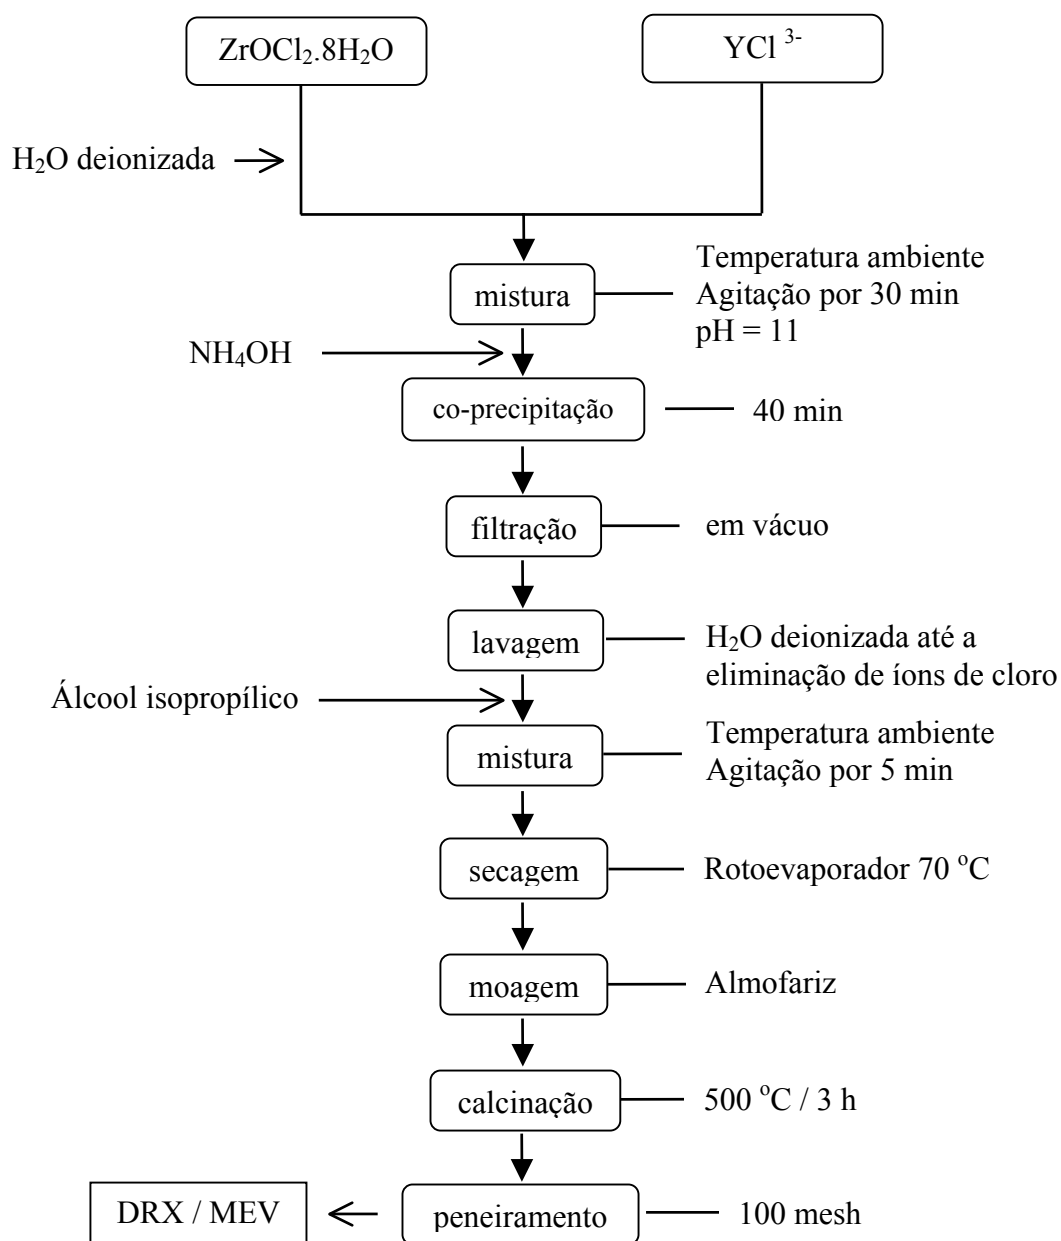 ZrOCl₂.8H₂O
YCl ³⁻
H₂O deionizada
mistura
Temperatura ambiente
Agitação por 30 min
pH = 11
NH₄OH
co-precipitação
40 min
filtração
em vácuo
lavagem
H₂O deionizada até a
eliminação de íons de cloro
Álcool isopropílico
mistura
Temperatura ambiente
Agitação por 5 min
secagem
Rotoevaporador 70 ᵒC
moagem
Almofariz
calcinação
500 ᵒC / 3 h
DRX / MEV
peneiramento
100 mesh